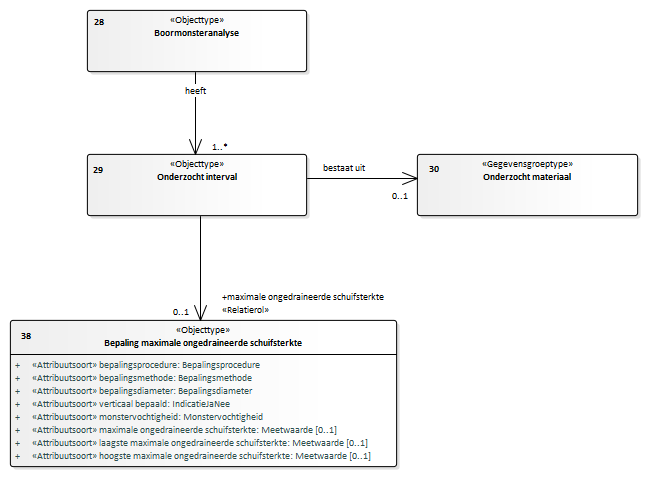 28
«Objecttype»
Boormonsteranalyse
heeft
1..*
29
«Objecttype»
Onderzocht interval
bestaat uit
0..1
30
«Gegevensgroeptype»
Onderzocht materiaal
+maximale ongedraineerde schuifsterkte
0..1
«Relatierol»
38
«Objecttype»
Bepaling maximale ongedraineerde schuifsterkte
+ «Attribuutsoort» bepalingsprocedure: Bepalingsprocedure
+ «Attribuutsoort» bepalingsmethode: Bepalingsmethode
+ «Attribuutsoort» bepalingsdiameter: Bepalingsdiameter
+ «Attribuutsoort» verticaal bepaald: IndicatieJaNee
+ «Attribuutsoort» monstervochtigheid: Monstervochtigheid
+ «Attribuutsoort» maximale ongedraineerde schuifsterkte: Meetwaarde [0..1]
+ «Attribuutsoort» laagste maximale ongedraineerde schuifsterkte: Meetwaarde [0..1]
+ «Attribuutsoort» hoogste maximale ongedraineerde schuifsterkte: Meetwaarde [0..1]